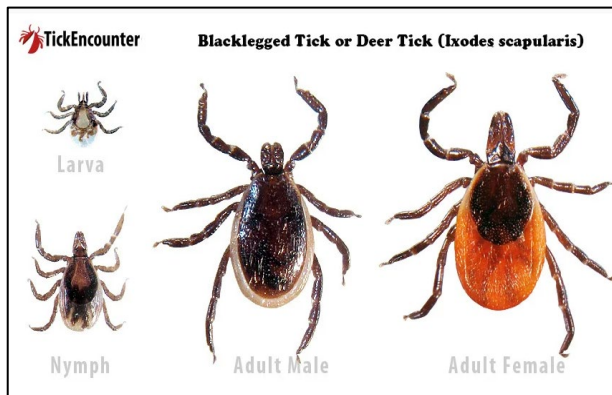 TickEncounter
Blacklegged Tick or Deer Tick (Ixodes scapularis)
Larva
Nymph
Adult Male
Adult Female